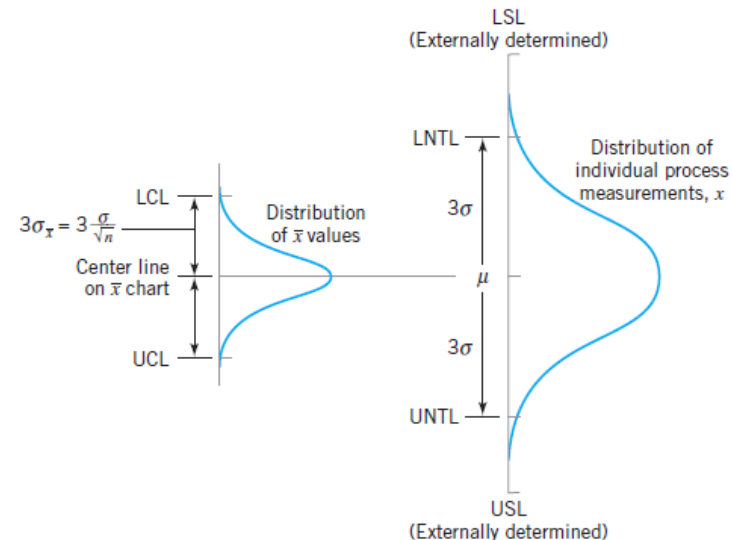 LSL
(Externally determined)
LNTL
Distribution of
individual process
measurements, x
3σ
LCL
3σx̅ = 3 σ/√n
Distribution
of x̅ values
Center line
on x̅ chart
μ
3σ
UCL
UNTL
USL
(Externally determined)